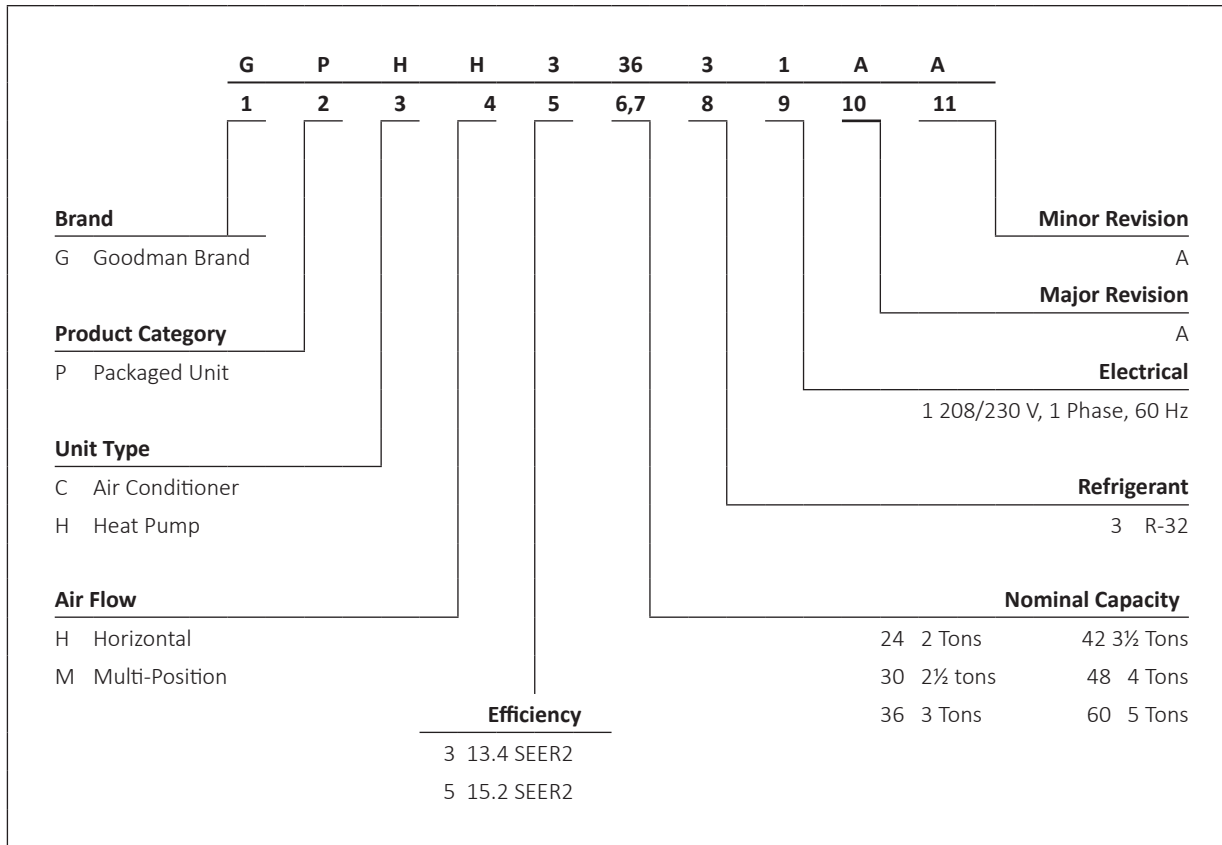 G P H H 3 36 3 1 A A
1 2 3 4 5 6,7 8 9 10 11
Brand
G Goodman Brand
Product Category
P Packaged Unit
Unit Type
C Air Conditioner
H Heat Pump
Air Flow
H Horizontal
M Multi-Position
Efficiency
3 13.4 SEER2
5 15.2 SEER2
Minor Revision
A
Major Revision
A
Electrical
1 208/230 V, 1 Phase, 60 Hz
Refrigerant
3 R-32
Nominal Capacity
24 2 Tons 42 3½ Tons
30 2½ tons 48 4 Tons
36 3 Tons 60 5 Tons